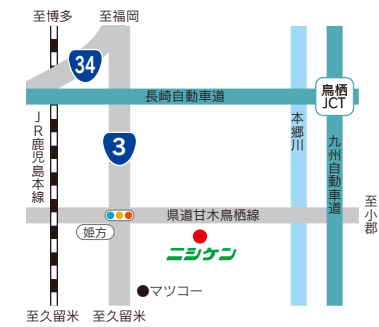 至博多
至福岡
34
長崎自動車道
鳥栖
JCT
JR鹿児島本線
3
本郷川
九州自動車道
県道甘木鳥栖線
至小郡
姫方
ニシケン
マツコー
至久留米
至久留米